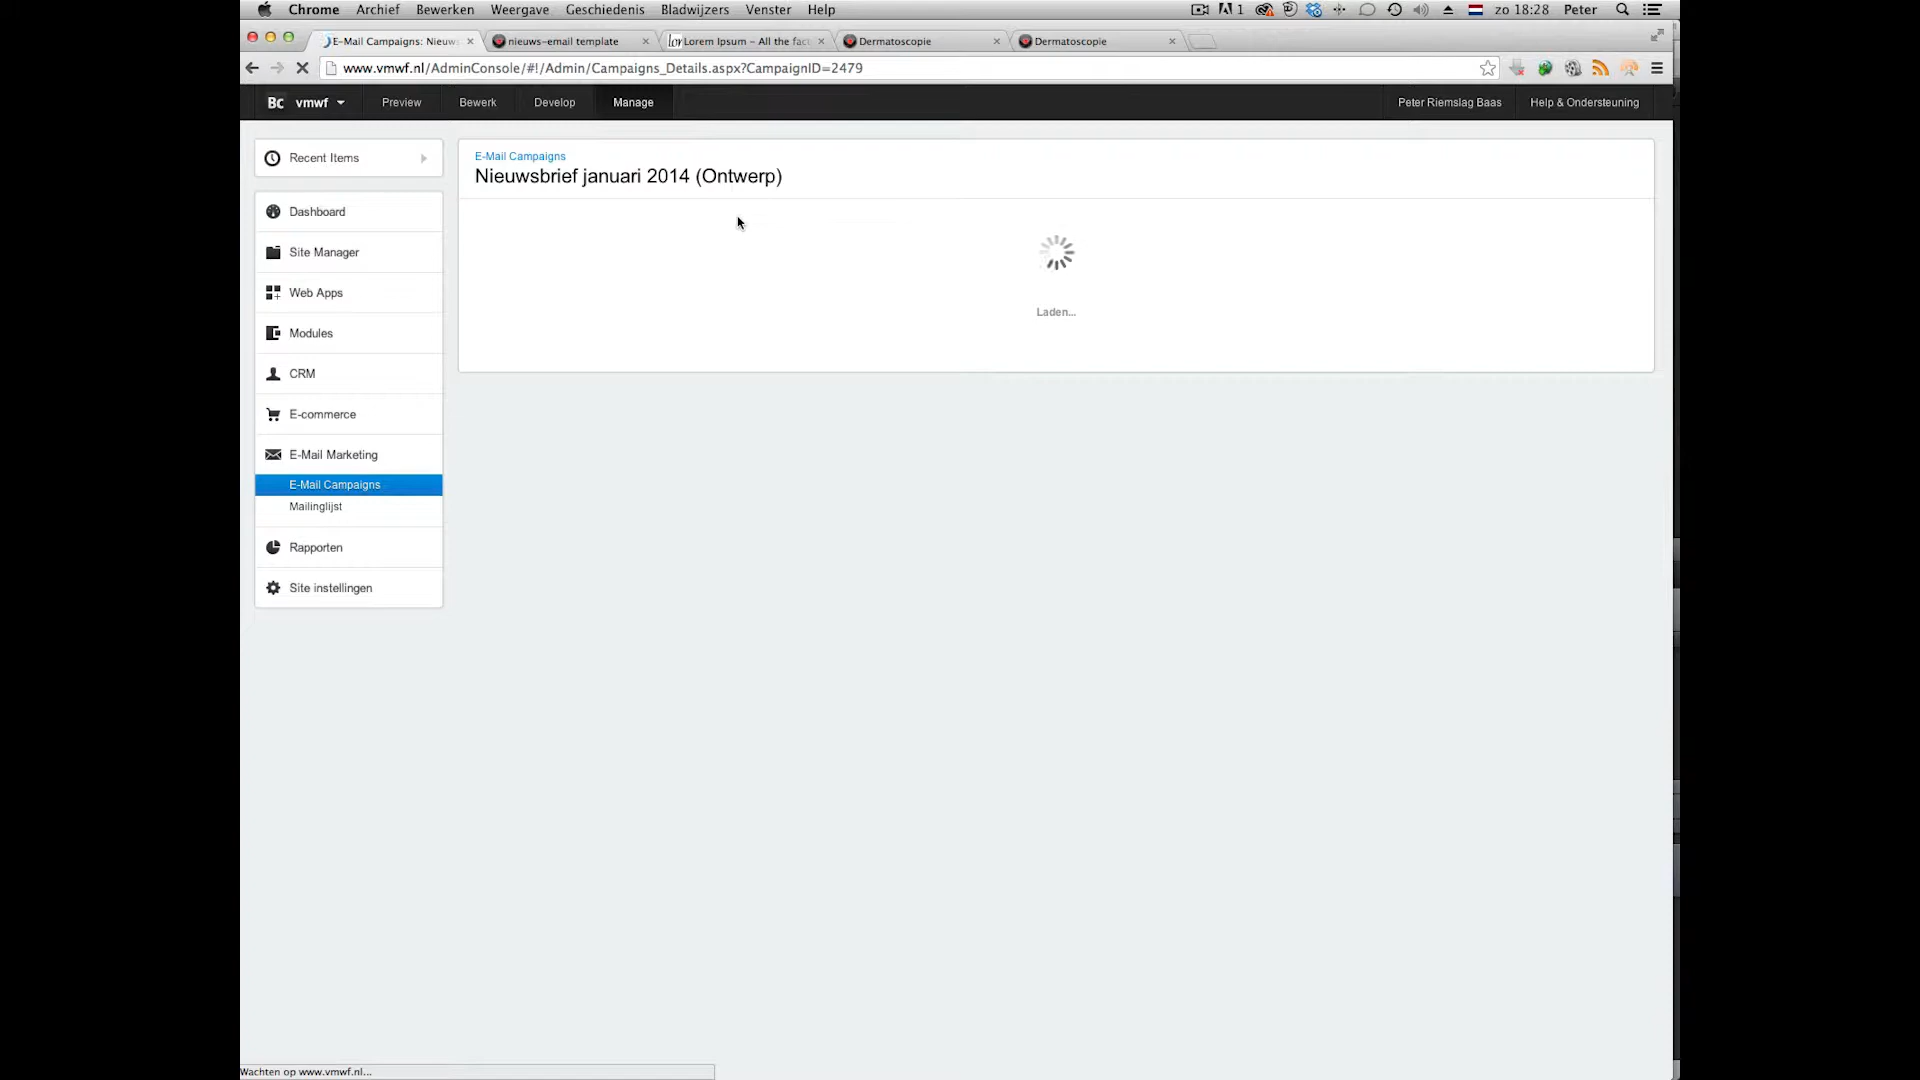 Chrome Archief Bewerken Weergave Geschiedenis Bladwijzers Venster Help 1 zo 18:28 Peter
E-Mail Campaigns: Nieuws nieuws-email template Lorem Ipsum – All the fact Dermatoscopie Dermatoscopie
www.vmwf.nl/AdminConsole/#!/Admin/Campaigns_Details.aspx?CampaignID=2479
Bc vmwf Preview Bewerk Develop Manage Peter Riemslag Baas Help & Ondersteuning
Recent Items
E-Mail Campaigns
Nieuwsbrief januari 2014 (Ontwerp)
Dashboard
Site Manager
Web Apps
Laden...
Modules
CRM
E-commerce
E-Mail Marketing
E-Mail Campaigns
Mailinglijst
Rapporten
Site instellingen
Wachten op www.vmwf.nl...